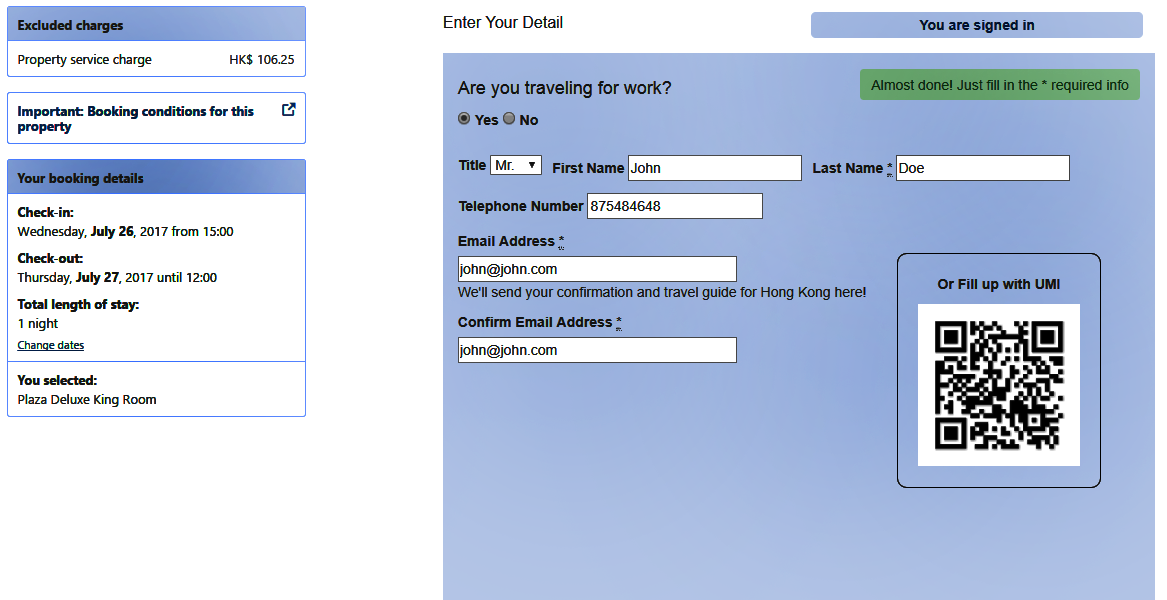 Excluded charges
Property service charge HK$ 106.25
Important: Booking conditions for this
property
Your booking details
Check-in:
Wednesday, July 26, 2017 from 15:00
Check-out:
Thursday, July 27, 2017 until 12:00
Total length of stay:
1 night
Change dates
You selected:
Plaza Deluxe King Room
Enter Your Detail
You are signed in
Are you traveling for work?
Almost done! Just fill in the * required info
Yes No
Title Mr. First Name John Last Name * Doe
Telephone Number 875484648
Email Address *
john@john.com
We'll send your confirmation and travel guide for Hong Kong here!
Confirm Email Address *
john@john.com
Or Fill up with UMI